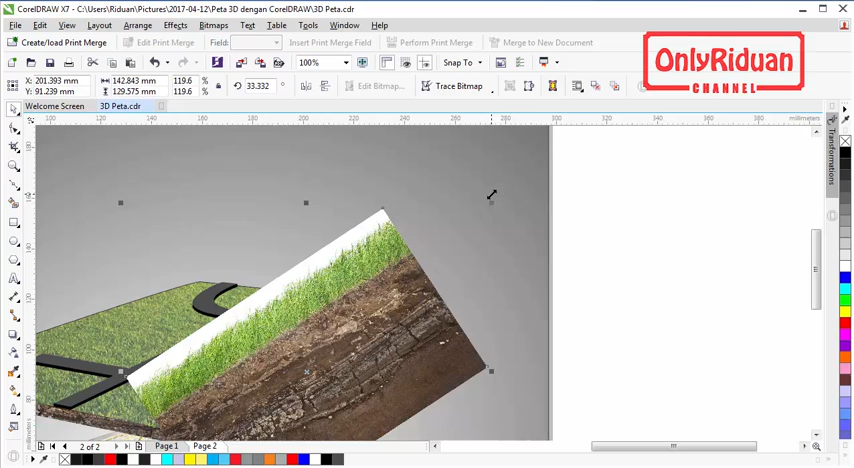 CorelDRAW X7 - C:\Users\Riduan\Pictures\2017-04-12\Peta 3D dengan CorelDRAW\3D Peta.cdr
File Edit View Layout Arrange Effects Bitmaps Text Table Tools Window Help
Create/load Print Merge Edit Print Merge Field: Insert Print Merge Field Perform Print Merge Merge to New Document
100% Snap To
X: 201.393 mm 142.843 mm 119.6 % 33.332 ° Edit Bitmap... Trace Bitmap
Y: 91.239 mm 129.575 mm 119.6 %
OnlyRiduan
CHANNEL
Welcome Screen 3D Peta.cdr
100 120 140 160 180 200 220 240 260 280 300 320 340 360 380 400 millimeters
Transformations
2 of 2 Page 1 Page 2